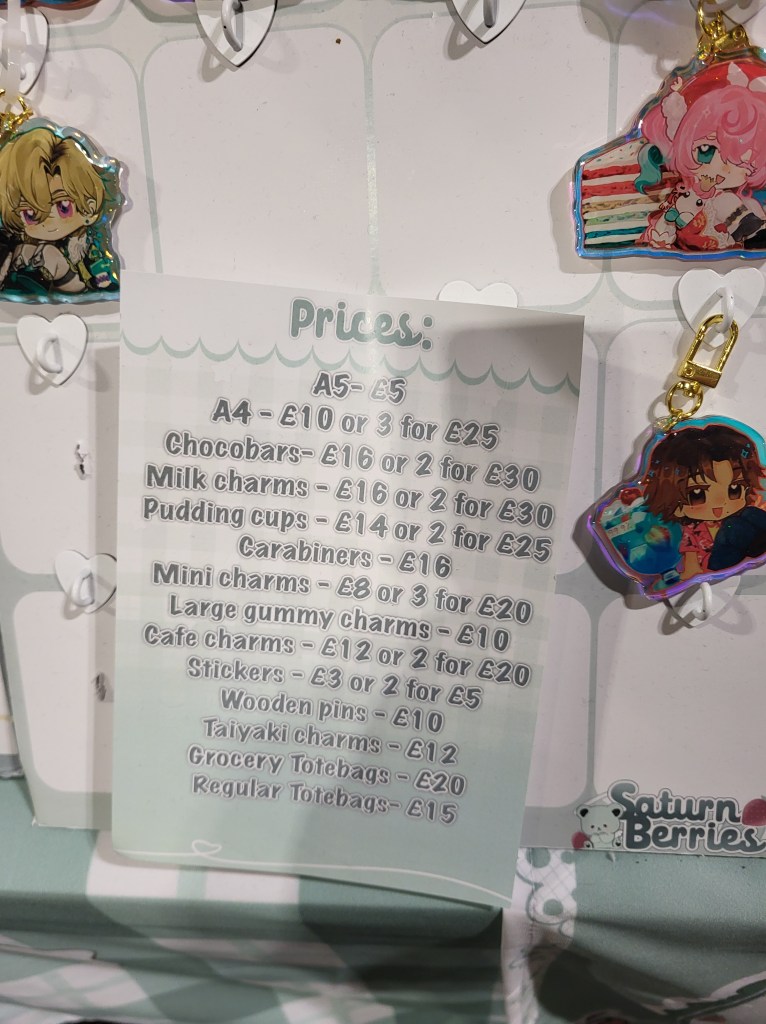 Prices:
A5- £5
A4 - £10 or 3 for £25
Chocobars- £16 or 2 for £30
Milk charms - £16 or 2 for £30
Pudding cups - £14 or 2 for £25
Carabiners - £16
Mini charms - £8 or 3 for £20
Large gummy charms - £10
Cafe charms - £12 or 2 for £20
Stickers - £3 or 2 for £5
Wooden pins - £10
Taiyaki charms - £12
Grocery Totebags - £20
Regular Totebags- £15
Saturn
Berries